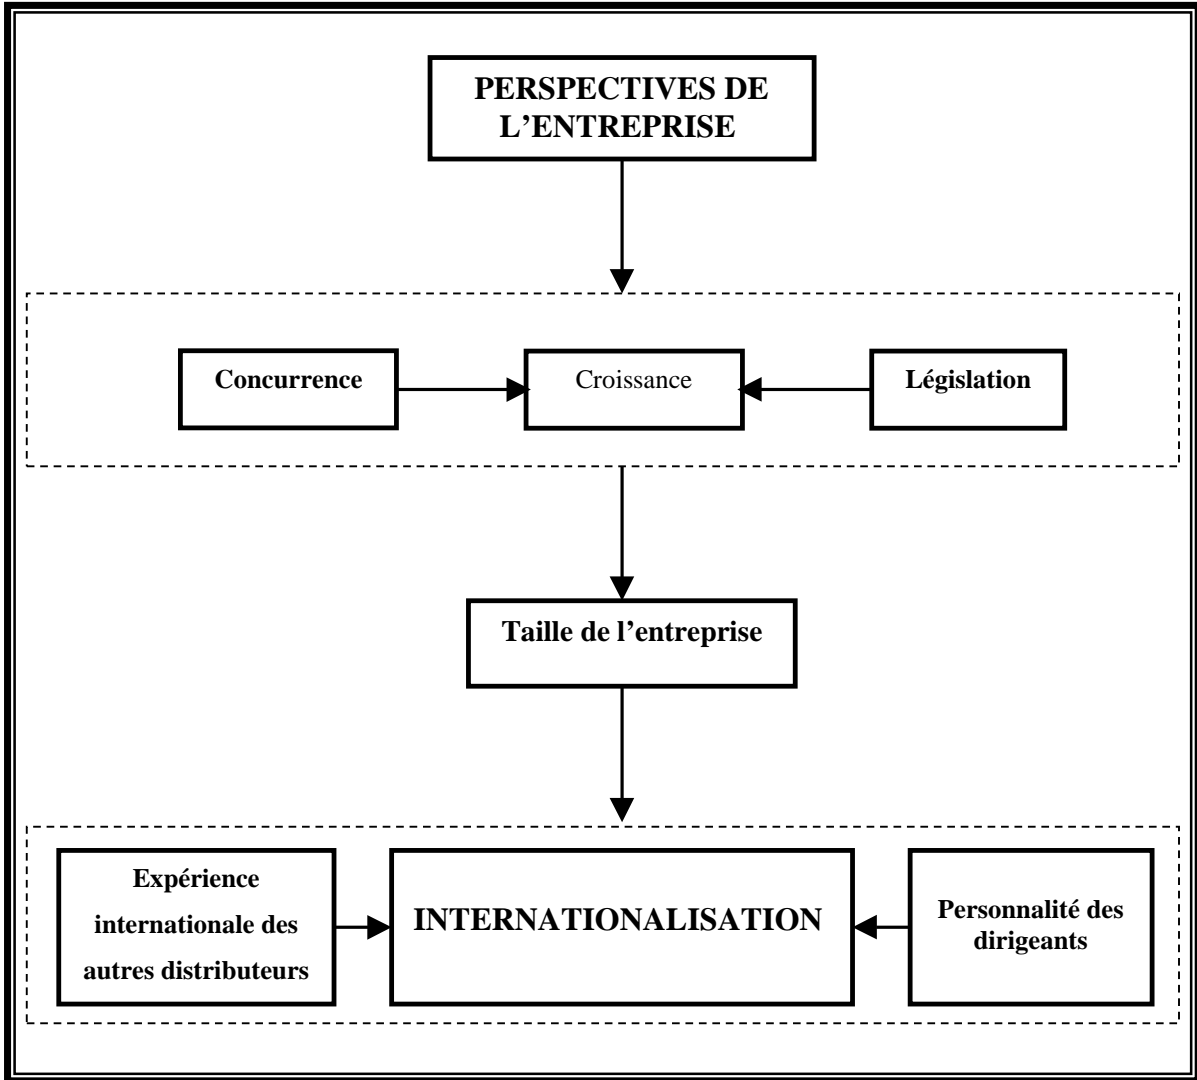 PERSPECTIVES DE
L’ENTREPRISE
Concurrence
Croissance
Législation
Taille de l’entreprise
Expérience
internationale des
autres distributeurs
INTERNATIONALISATION
Personnalité des
dirigeants